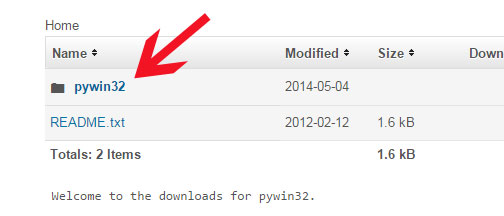 Home
Name Modified Size Down
pywin32 2014-05-04
README.txt 2012-02-12 1.6 kB
Totals: 2 Items 1.6 kB
Welcome to the downloads for pywin32.